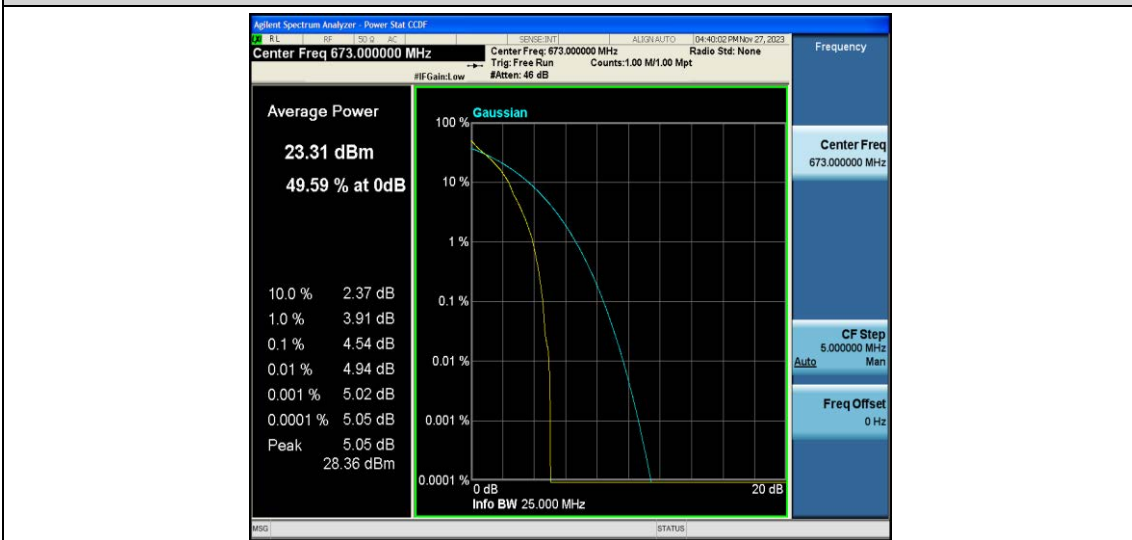 Agilent Spectrum Analyzer - Power Stat CCDF
RL RF 50 Ω AC SENSE:INT ALIGN AUTO 04:40:02 PM Nov 27, 2023
Center Freq 673.000000 MHz
Center Freq: 673.000000 MHz Radio Std: None
Trig: Free Run Counts:1.00 M/1.00 Mpt
#IFGain:Low #Atten: 46 dB
Frequency
Average Power
23.31 dBm
49.59 % at 0dB
10.0 % 2.37 dB
1.0 % 3.91 dB
0.1 % 4.54 dB
0.01 % 4.94 dB
0.001 % 5.02 dB
0.0001 % 5.05 dB
Peak 5.05 dB
28.36 dBm
Gaussian
100 %
10 %
1 %
0.1 %
0.01 %
0.001 %
0.0001 %
0 dB 20 dB
Info BW 25.000 MHz
Center Freq
673.000000 MHz
CF Step
5.000000 MHz
Auto Man
Freq Offset
0 Hz
MSG STATUS